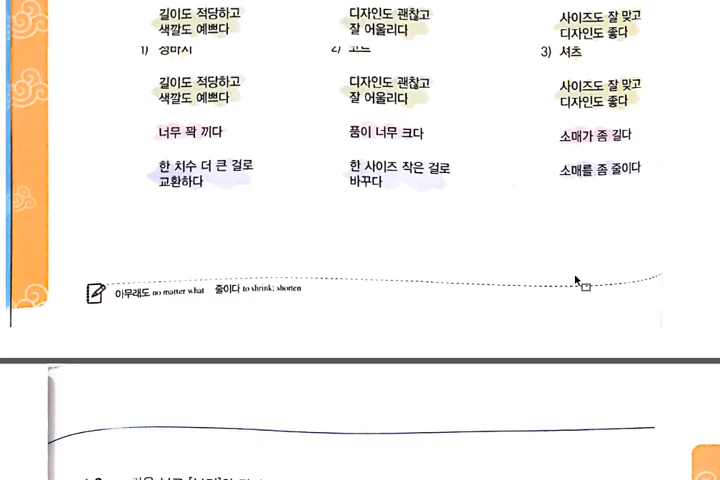 길이도 적당하고
색깔도 예쁘다
디자인도 괜찮고
잘 어울리다
사이즈도 잘 맞고
디자인도 좋다
1)
2)
3) 셔츠
길이도 적당하고
색깔도 예쁘다
디자인도 괜찮고
잘 어울리다
사이즈도 잘 맞고
디자인도 좋다
너무 꽉 끼다
품이 너무 크다
소매가 좀 길다
한 치수 더 큰 걸로
교환하다
한 사이즈 작은 걸로
바꾸다
소매를 좀 줄이다
아무래도 no matter what 줄이다 to shrink; shorten